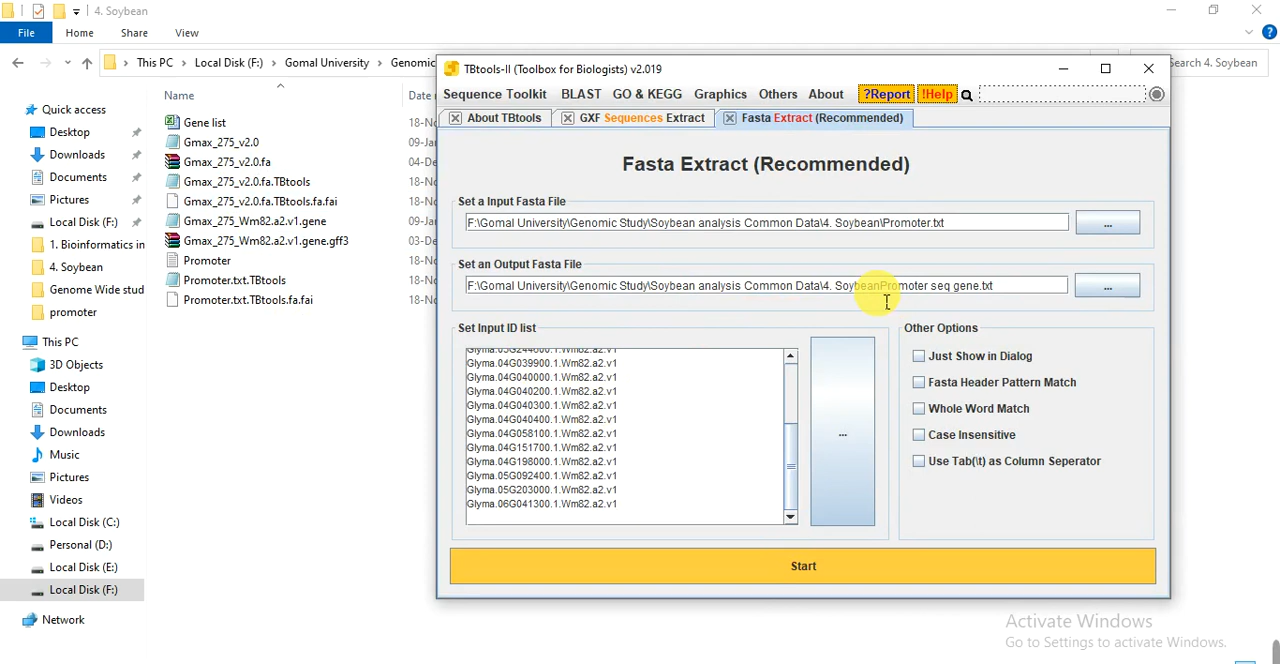 4. Soybean
File Home Share View
This PC > Local Disk (F:) > Gomal University > Genomic
Search 4. Soybean
Quick access
Desktop
Downloads
Documents
Pictures
Local Disk (F:)
1. Bioinformatics in
4. Soybean
Genome Wide stud
promoter
This PC
3D Objects
Desktop
Documents
Downloads
Music
Pictures
Videos
Local Disk (C:)
Personal (D:)
Local Disk (E:)
Local Disk (F:)
Network
Name Date
Gene list 18-No
Gmax_275_v2.0 09-Jan
Gmax_275_v2.0.fa 04-De
Gmax_275_v2.0.fa.TBtools 18-No
Gmax_275_v2.0.fa.TBtools.fa.fai 18-No
Gmax_275_Wm82.a2.v1.gene 09-Jan
Gmax_275_Wm82.a2.v1.gene.gff3 03-De
Promoter 18-No
Promoter.txt.TBtools 18-No
Promoter.txt.TBtools.fa.fai 18-No
TBtools-II (Toolbox for Biologists) v2.019
Sequence Toolkit BLAST GO & KEGG Graphics Others About ?Report !Help
About TBtools GXF Sequences Extract Fasta Extract (Recommended)
Fasta Extract (Recommended)
Set a Input Fasta File
F:\Gomal University\Genomic Study\Soybean analysis Common Data\4. Soybean\Promoter.txt ...
Set an Output Fasta File
F:\Gomal University\Genomic Study\Soybean analysis Common Data\4. SoybeanPromoter seq gene.txt ...
Set Input ID list
Glyma.03G244600.1.Wm82.a2.v1
Glyma.04G039900.1.Wm82.a2.v1
Glyma.04G040000.1.Wm82.a2.v1
Glyma.04G040200.1.Wm82.a2.v1
Glyma.04G040300.1.Wm82.a2.v1
Glyma.04G040400.1.Wm82.a2.v1
Glyma.04G058100.1.Wm82.a2.v1
Glyma.04G151700.1.Wm82.a2.v1
Glyma.04G198000.1.Wm82.a2.v1
Glyma.05G092400.1.Wm82.a2.v1
Glyma.05G203000.1.Wm82.a2.v1
Glyma.06G041300.1.Wm82.a2.v1
...
Other Options
Just Show in Dialog
Fasta Header Pattern Match
Whole Word Match
Case Insensitive
Use Tab(\t) as Column Seperator
Start
Activate Windows
Go to Settings to activate Windows.